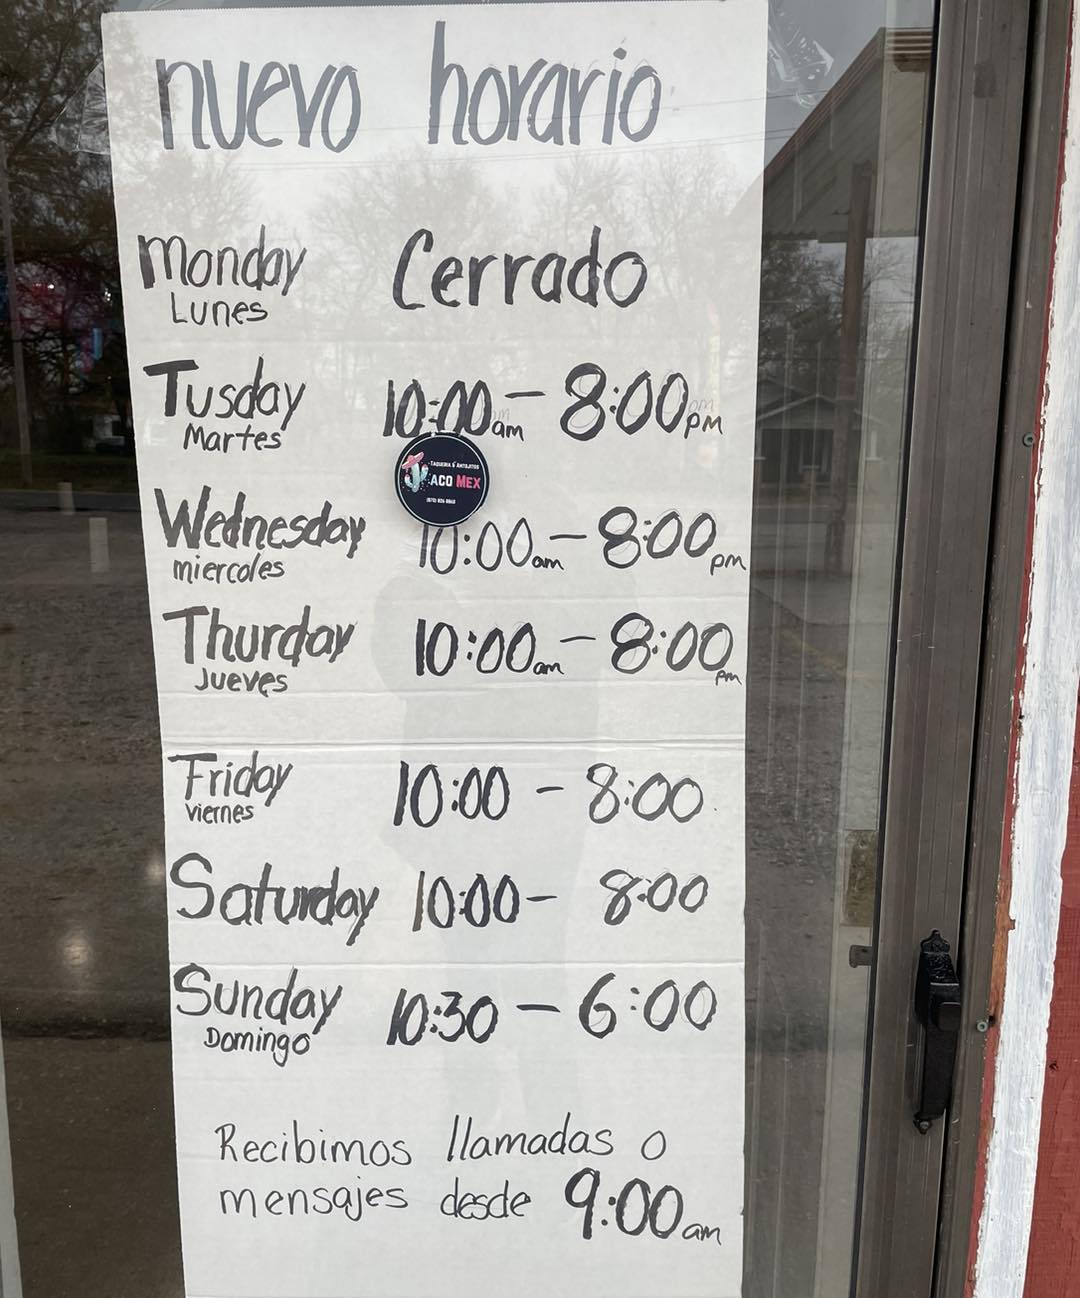 nuevo horario
Monday Cerrado
Lunes
Tusday 10:00am - 8:00pm
Martes
TAQUERIA & ANTOJITOS
TACO MEX
Wednesday 10:00am - 8:00pm
miercoles
Thurday 10:00am - 8:00pm
Jueves
Friday 10:00 - 8:00
viernes
Saturday 10:00 - 8:00
Sunday 10:30 - 6:00
Domingo
Recibimos llamadas o
mensajes desde 9:00am